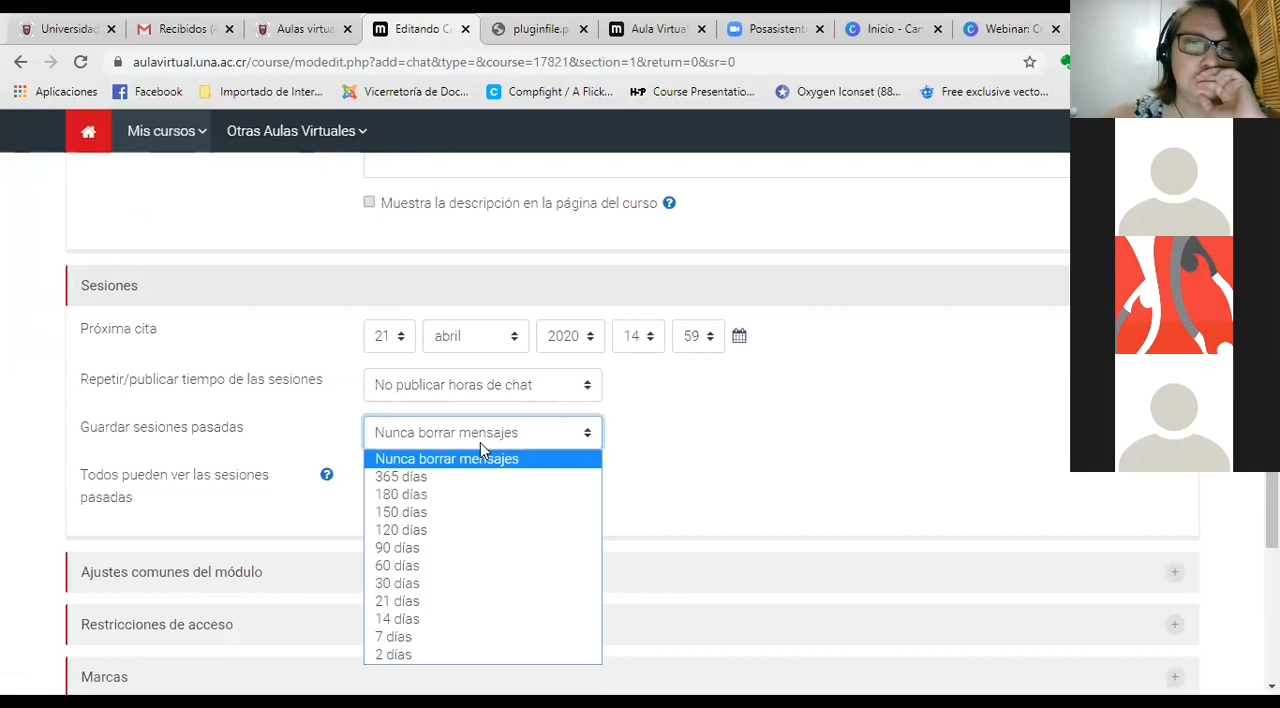 Universidad
Recibidos (4
Aulas virtua
Editando C
pluginfile.p
Aula Virtual
Posasistent
Inicio - Can
Webinar: C
aulavirtual.una.ac.cr/course/modedit.php?add=chat&type=&course=17821&section=1&return=0&sr=0
Aplicaciones
Facebook
Importado de Inter...
Vicerretoría de Doc...
Compfight / A Flick...
H-P Course Presentatio...
Oxygen Iconset (88...
Free exclusive vecto...
Mis cursos
Otras Aulas Virtuales
Muestra la descripción en la página del curso
Sesiones
Próxima cita
21
abril
2020
14
59
Repetir/publicar tiempo de las sesiones
No publicar horas de chat
Guardar sesiones pasadas
Nunca borrar mensajes
Nunca borrar mensajes
365 días
Todos pueden ver las sesiones
pasadas
180 días
150 días
120 días
90 días
60 días
30 días
21 días
14 días
7 días
2 días
Ajustes comunes del módulo
Restricciones de acceso
Marcas